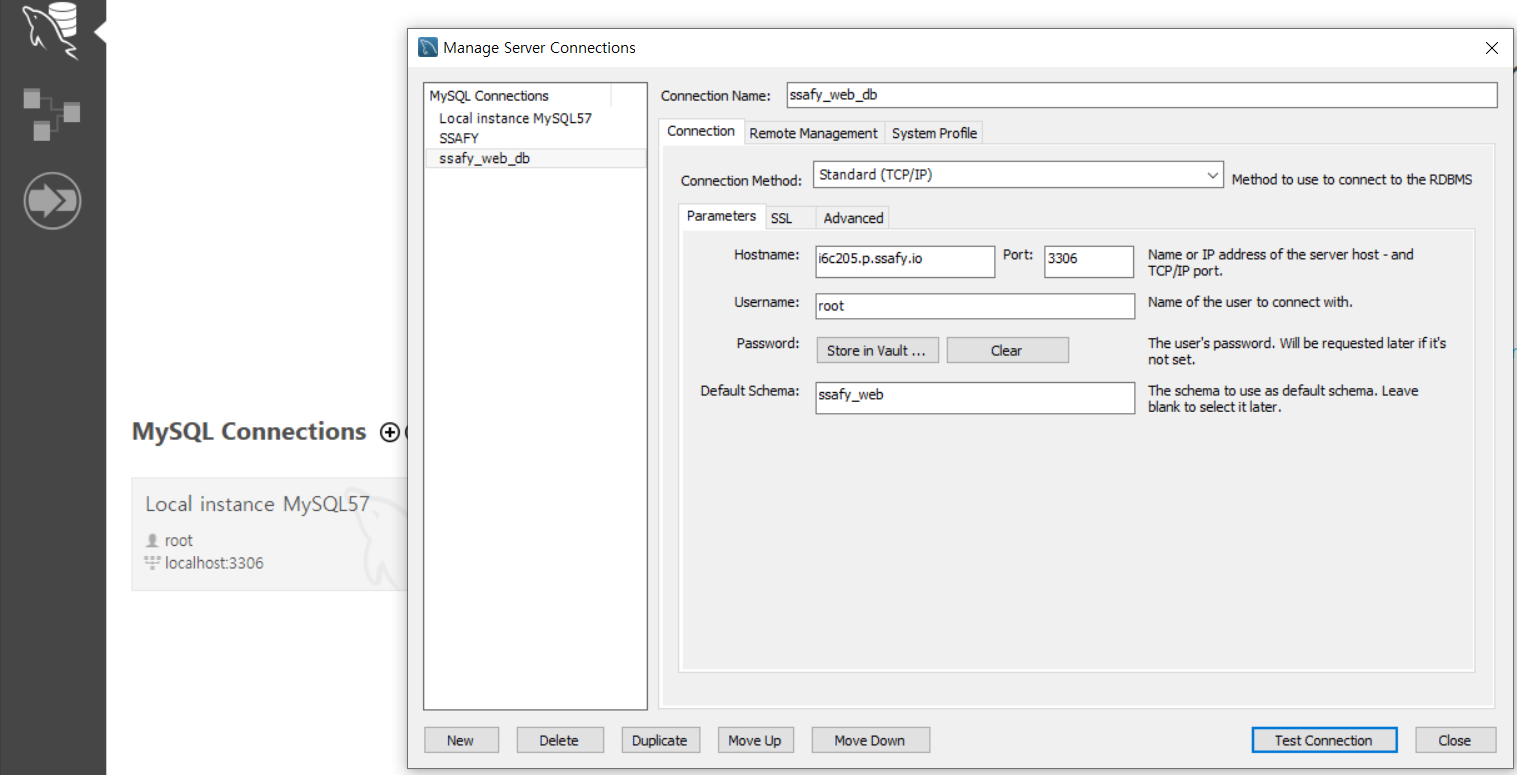 Manage Server Connections
MySQL Connections
Local instance MySQL57
SSAFY
ssafy_web_db
Connection Name: ssafy_web_db
Connection Remote Management System Profile
Connection Method: Standard (TCP/IP) Method to use to connect to the RDBMS
Parameters SSL Advanced
Hostname: i6c205.p.ssafy.io Port: 3306 Name or IP address of the server host - and
TCP/IP port.
Username: root Name of the user to connect with.
Password: Store in Vault ... Clear The user's password. Will be requested later if it's
not set.
Default Schema: ssafy_web The schema to use as default schema. Leave
blank to select it later.
MySQL Connections
Local instance MySQL57
root
localhost:3306
New Delete Duplicate Move Up Move Down Test Connection Close